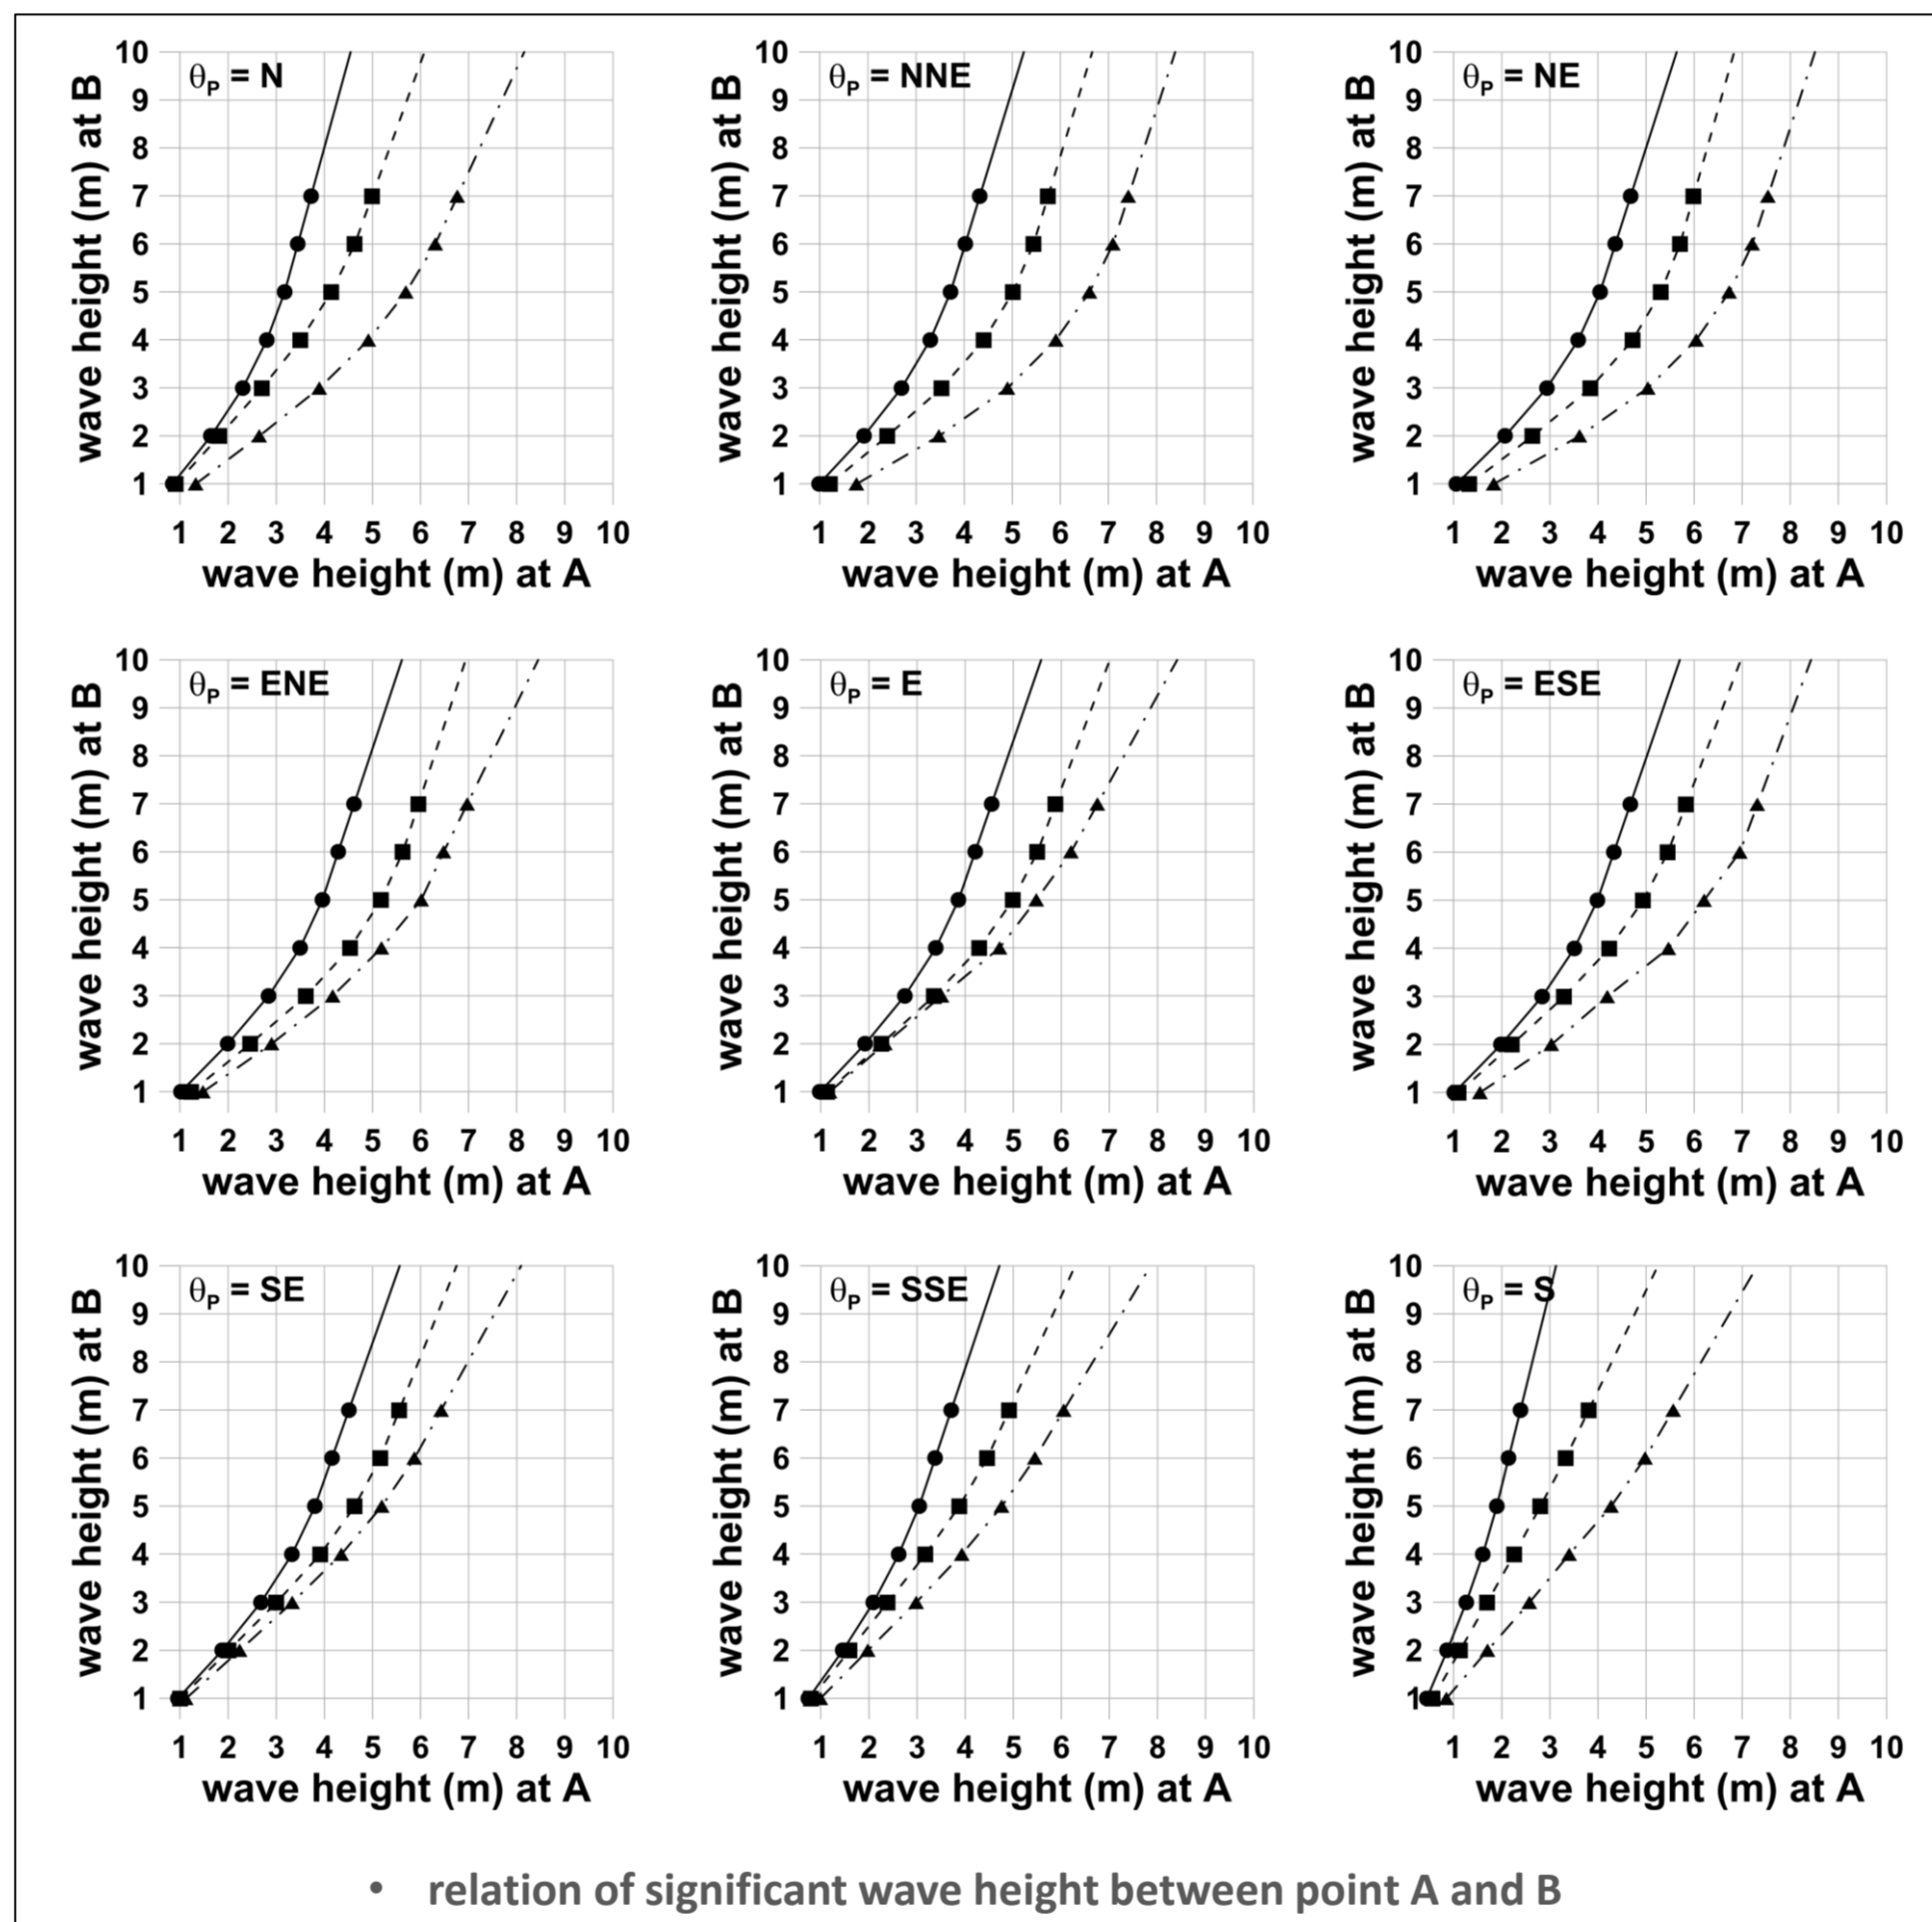 θP = N
wave height (m) at B
10
9
8
7
6
5
4
3
2
1
1 2 3 4 5 6 7 8 9 10
wave height (m) at A
θP = NNE
wave height (m) at B
10
9
8
7
6
5
4
3
2
1
1 2 3 4 5 6 7 8 9 10
wave height (m) at A
θP = NE
wave height (m) at B
10
9
8
7
6
5
4
3
2
1
1 2 3 4 5 6 7 8 9 10
wave height (m) at A
θP = ENE
wave height (m) at B
10
9
8
7
6
5
4
3
2
1
1 2 3 4 5 6 7 8 9 10
wave height (m) at A
θP = E
wave height (m) at B
10
9
8
7
6
5
4
3
2
1
1 2 3 4 5 6 7 8 9 10
wave height (m) at A
θP = ESE
wave height (m) at B
10
9
8
7
6
5
4
3
2
1
1 2 3 4 5 6 7 8 9 10
wave height (m) at A
θP = SE
wave height (m) at B
10
9
8
7
6
5
4
3
2
1
1 2 3 4 5 6 7 8 9 10
wave height (m) at A
θP = SSE
wave height (m) at B
10
9
8
7
6
5
4
3
2
1
1 2 3 4 5 6 7 8 9 10
wave height (m) at A
θP = S
wave height (m) at B
10
9
8
7
6
5
4
3
2
1
1 2 3 4 5 6 7 8 9 10
wave height (m) at A
• relation of significant wave height between point A and B